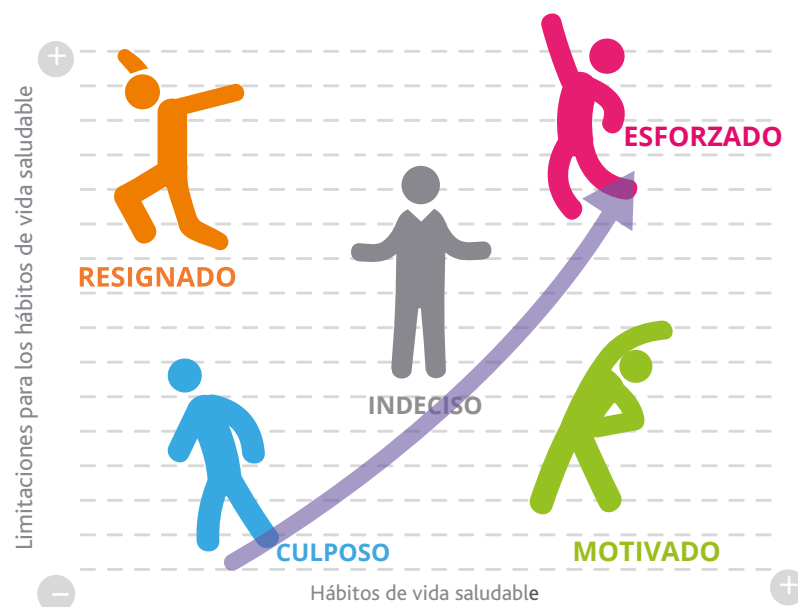 +
Limitaciones para los hábitos de vida saludable
ESFORZADO
RESIGNADO
INDECISO
CULPOSO
MOTIVADO
–
Hábitos de vida saludable
+